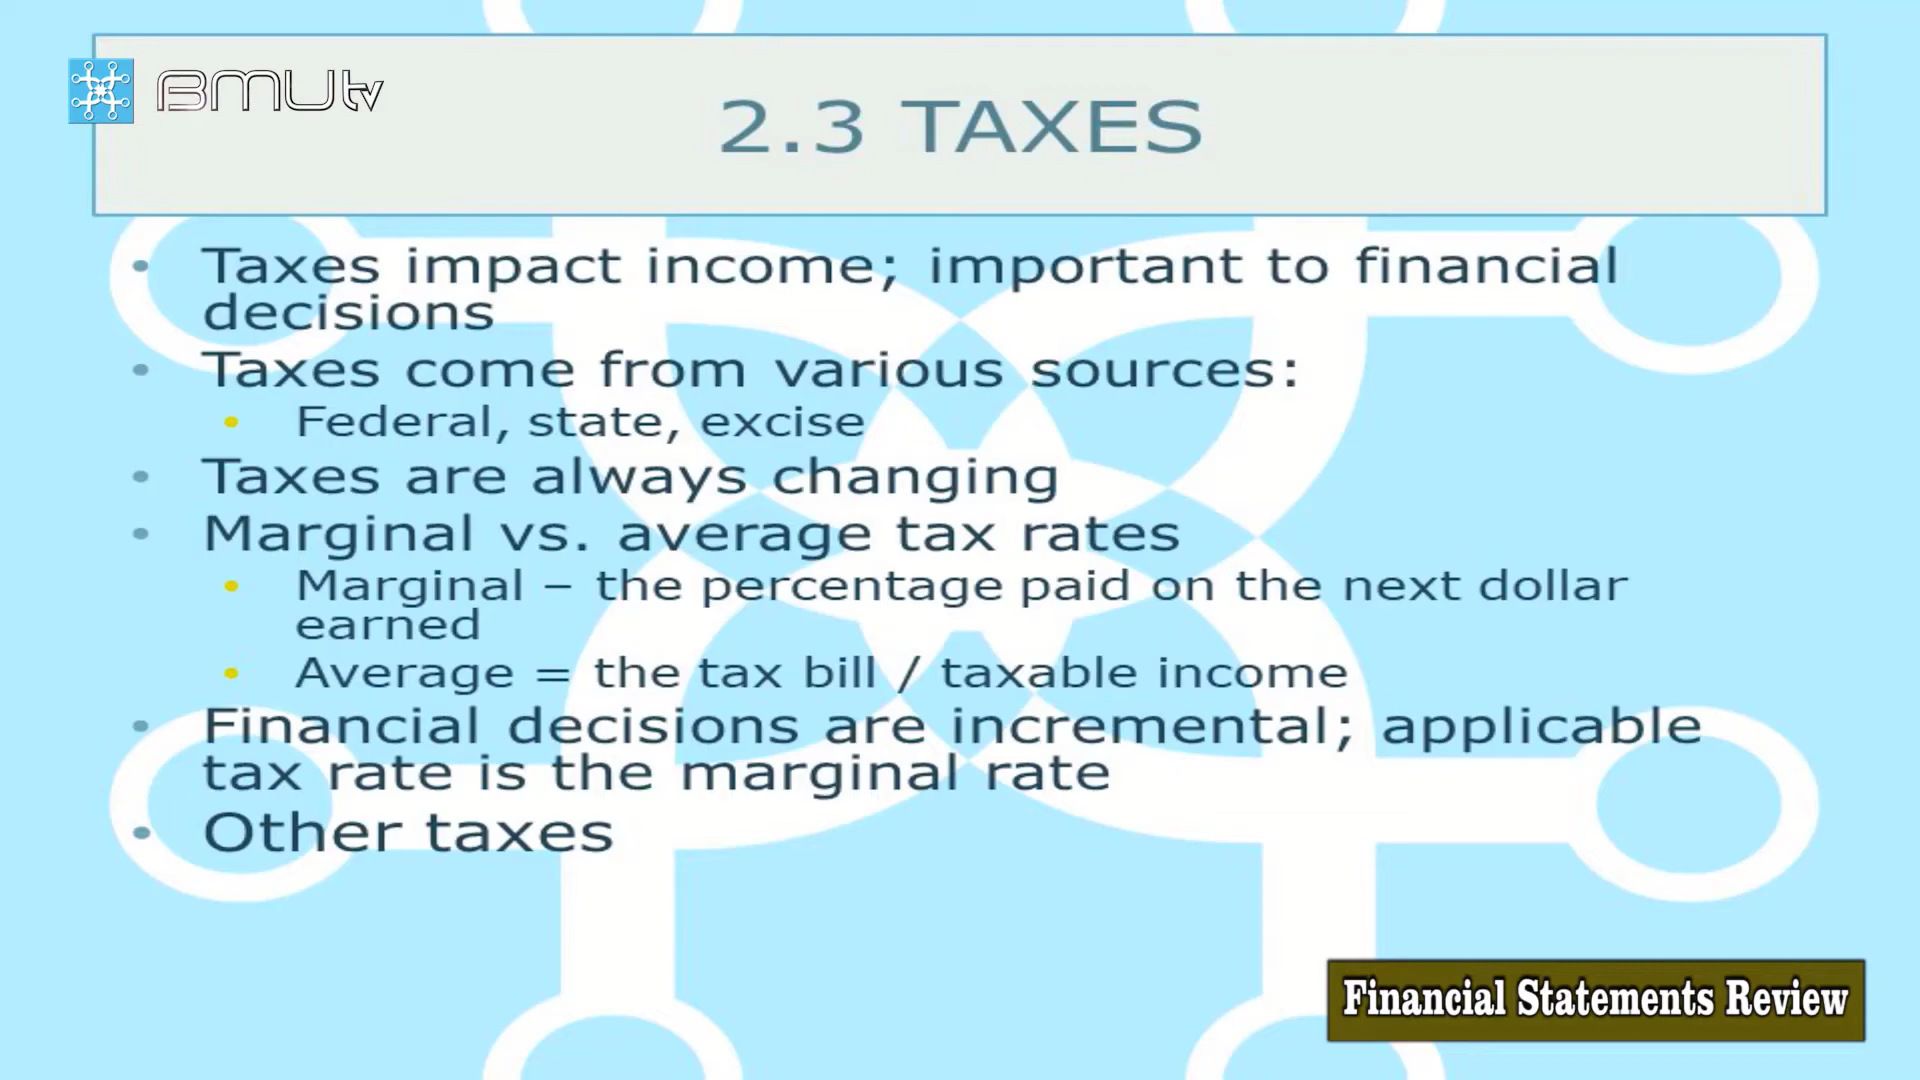 BMUtv
2.3 TAXES
• Taxes impact income; important to financial
decisions
• Taxes come from various sources:
• Federal, state, excise
• Taxes are always changing
• Marginal vs. average tax rates
• Marginal – the percentage paid on the next dollar
earned
• Average = the tax bill / taxable income
• Financial decisions are incremental; applicable
tax rate is the marginal rate
• Other taxes
Financial Statements Review